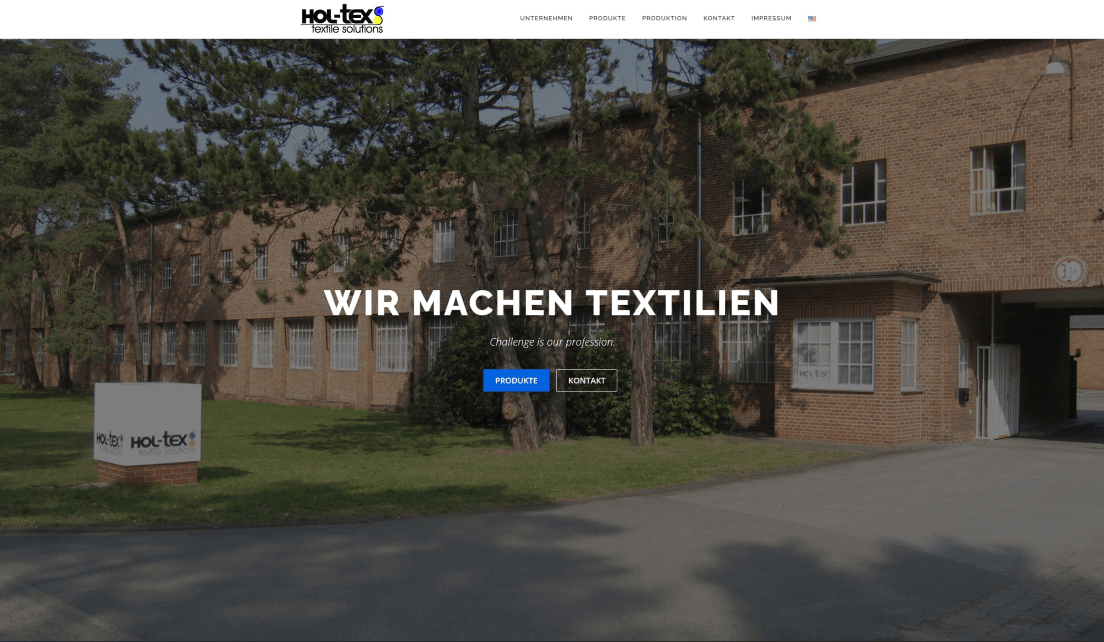 HOL-TEX
textile solutions
UNTERNEHMEN PRODUKTE PRODUKTION KONTAKT IMPRESSUM
WIR MACHEN TEXTILIEN
Challenge is our profession.
PRODUKTE KONTAKT
HOL-TEX HOL-TEX
textile solutions
HOL-TEX